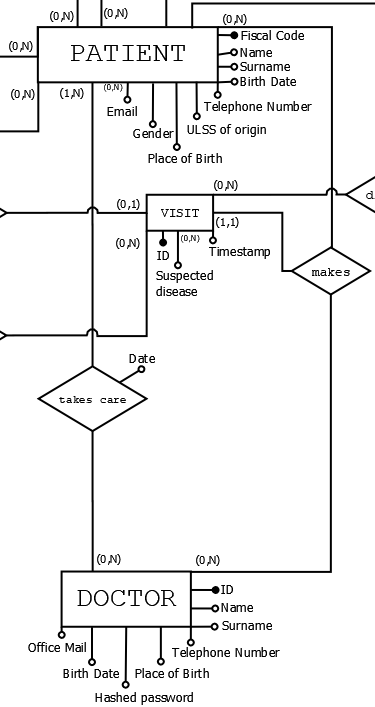 (0,N)
(0,N)
(0,N)
(0,N)
PATIENT
Fiscal Code
Name
Surname
Birth Date
Telephone Number
(0,N)
(1,N)
(0,N)
Email
Gender
Place of Birth
ULSS of origin
(0,N)
(0,1)
VISIT
(1,1)
(0,N)
(0,N)
Timestamp
ID
Suspected
disease
makes
Date
takes care
(0,N)
(0,N)
DOCTOR
ID
Name
Surname
Office Mail
Telephone Number
Birth Date
Place of Birth
Hashed password